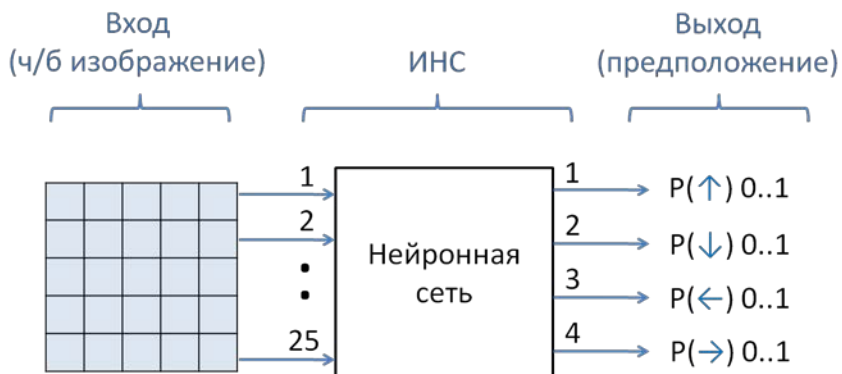 Вход
(ч/б изображение)
ИНС
Выход
(предположение)
1
2
:
25
Нейронная
сеть
1
2
3
4
P(↑) 0..1
P(↓) 0..1
P(←) 0..1
P(→) 0..1